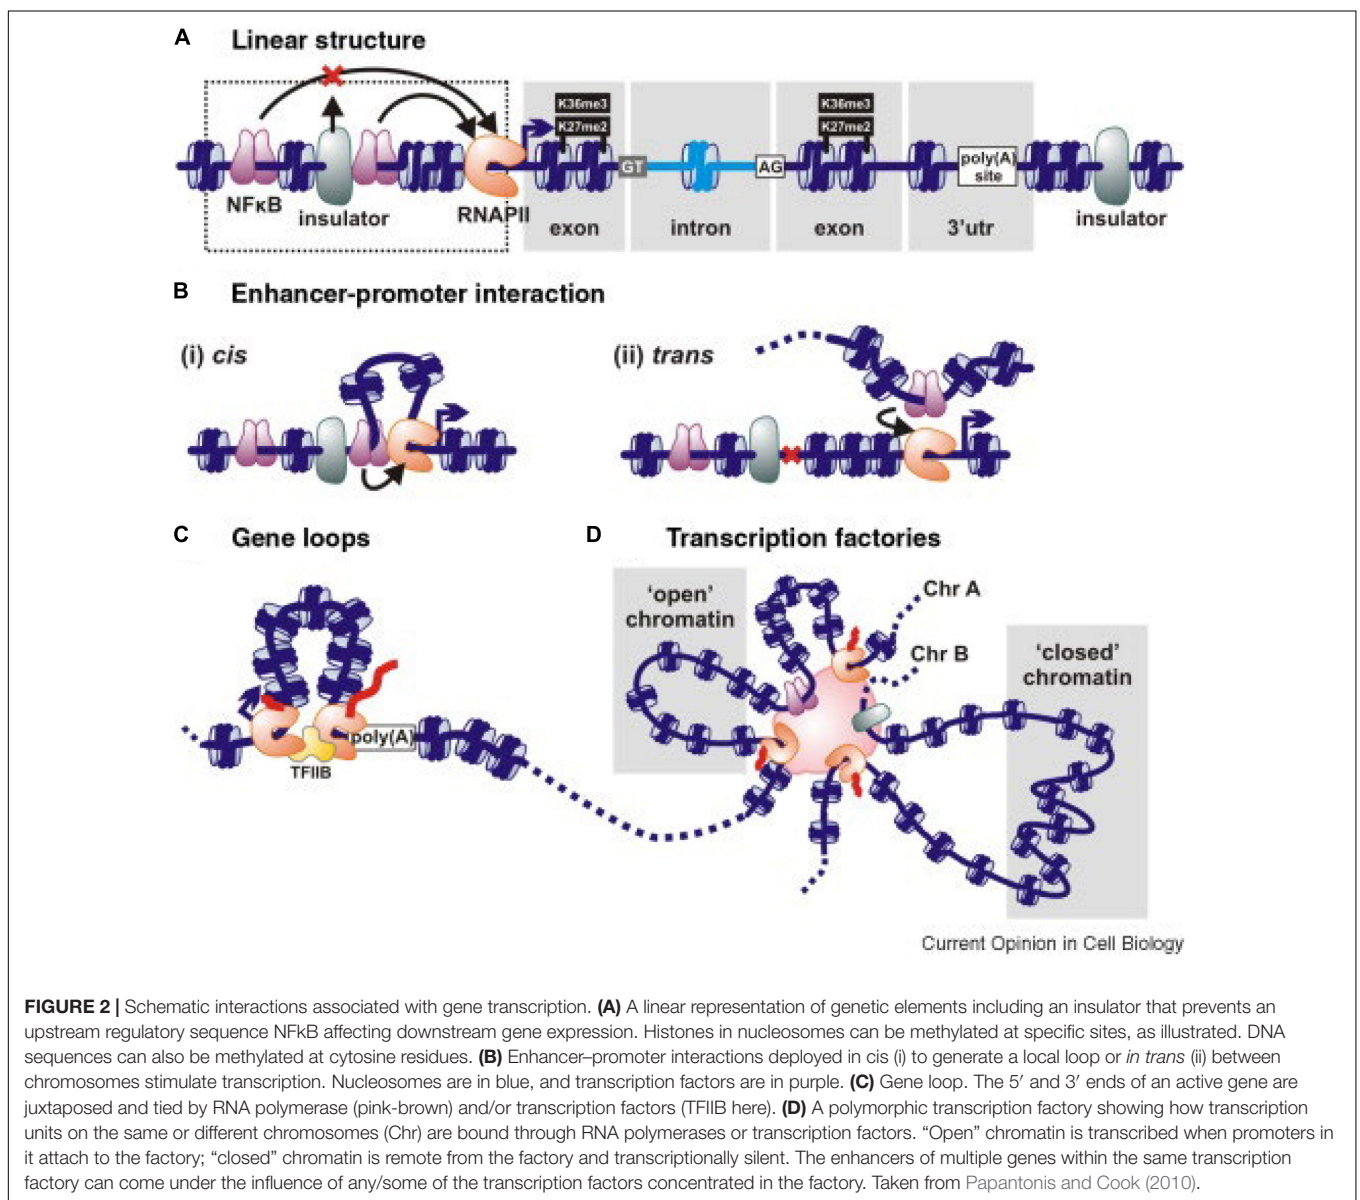 A Linear structure
K36me3 K36me3
K27me2 K27me2
GT AG poly(A)
site
NFκB insulator RNAPII exon intron exon 3'utr insulator
B Enhancer-promoter interaction
(i) cis (ii) trans
C Gene loops D Transcription factories
'open'
chromatin
Chr A
Chr B
'closed'
chromatin
poly(A)
TFIIB
Current Opinion in Cell Biology
FIGURE 2 | Schematic interactions associated with gene transcription. (A) A linear representation of genetic elements including an insulator that prevents an
upstream regulatory sequence NFkB affecting downstream gene expression. Histones in nucleosomes can be methylated at specific sites, as illustrated. DNA
sequences can also be methylated at cytosine residues. (B) Enhancer–promoter interactions deployed in cis (i) to generate a local loop or in trans (ii) between
chromosomes stimulate transcription. Nucleosomes are in blue, and transcription factors are in purple. (C) Gene loop. The 5′ and 3′ ends of an active gene are
juxtaposed and tied by RNA polymerase (pink-brown) and/or transcription factors (TFIIB here). (D) A polymorphic transcription factory showing how transcription
units on the same or different chromosomes (Chr) are bound through RNA polymerases or transcription factors. “Open” chromatin is transcribed when promoters in
it attach to the factory; “closed” chromatin is remote from the factory and transcriptionally silent. The enhancers of multiple genes within the same transcription
factory can come under the influence of any/some of the transcription factors concentrated in the factory. Taken from Papantonis and Cook (2010).